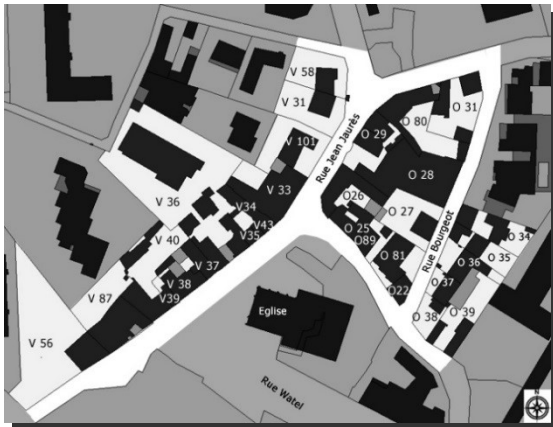 V 58
V 31
O 31
O 80
O 29
V 101
Rue Jean Jaurès
O 28
V 33
V 36
O26
V34
O 27
V43
V35
O 25
O89
V 40
O 34
O 35
O 36
Rue Bourgeot
O 81
V 37
V 38
V39
O 37
O22
V 87
O 39
O 38
Eglise
V 56
Rue Watel
N